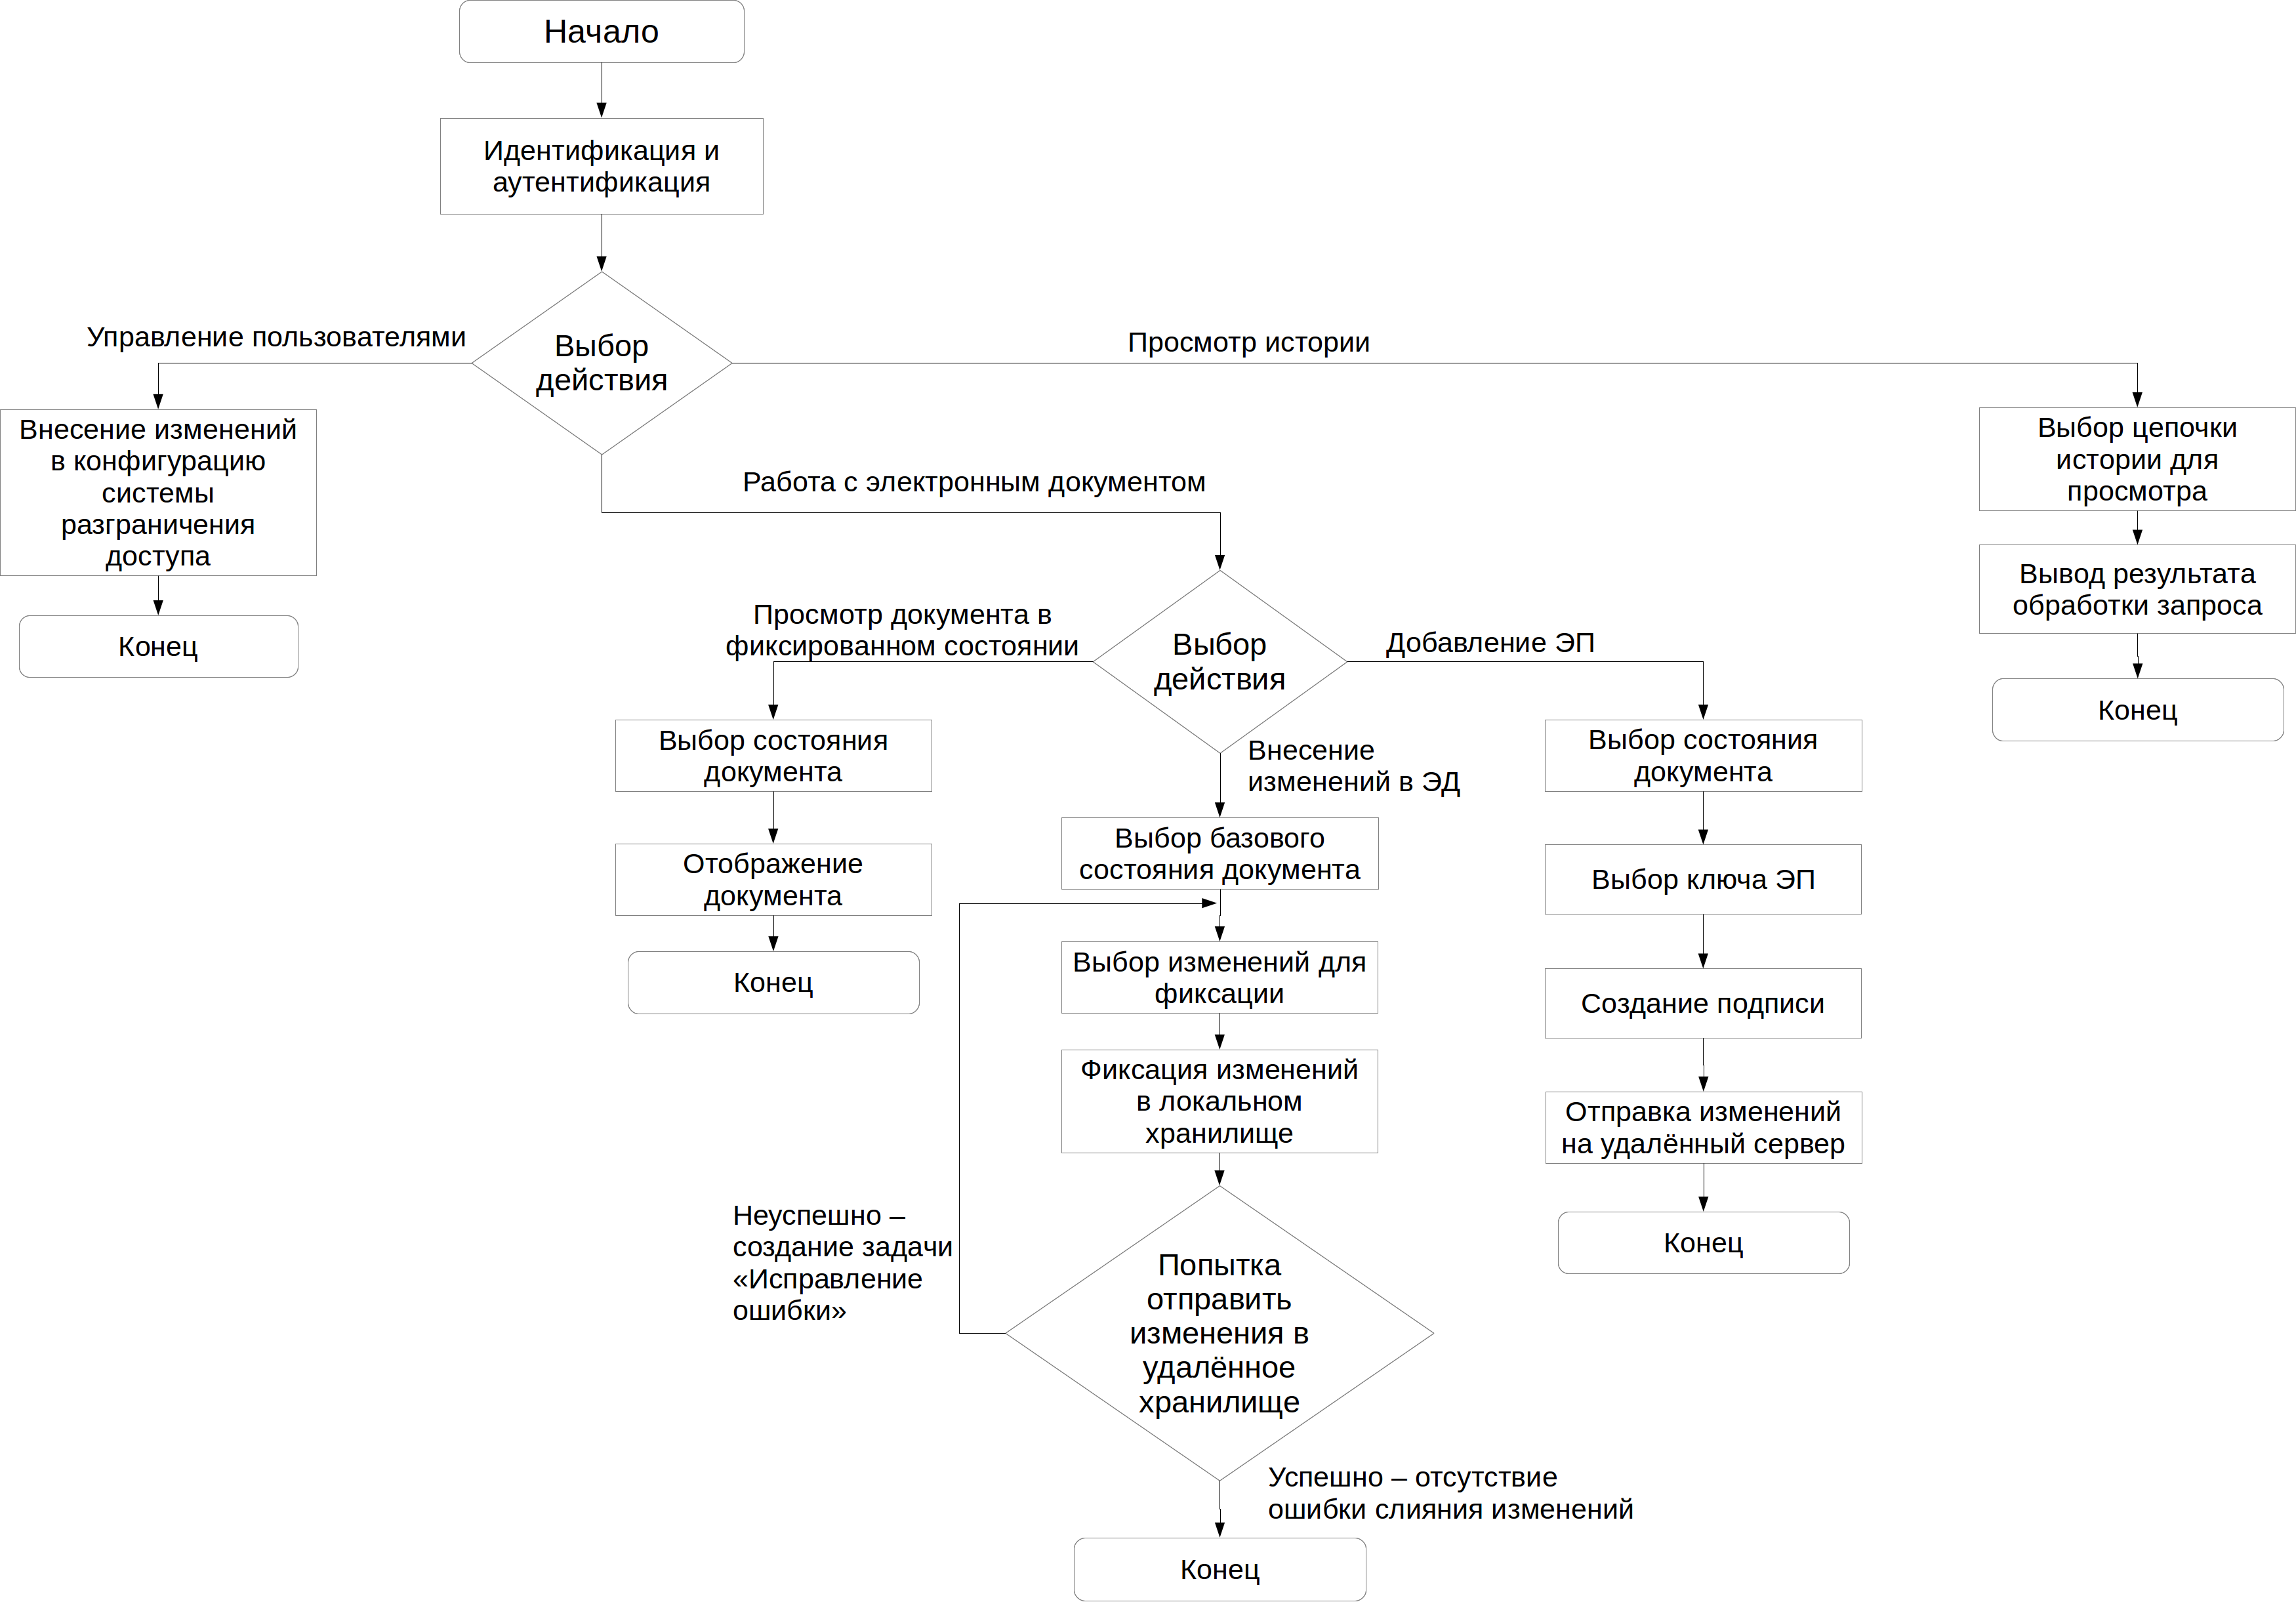 Начало
Идентификация и
аутентификация
Выбор
действия
Управление пользователями
Просмотр истории
Работа с электронным документом
Внесение изменений
в конфигурацию
системы
разграничения
доступа
Конец
Выбор цепочки
истории для
просмотра
Вывод результата
обработки запроса
Конец
Выбор
действия
Просмотр документа в
фиксированном состоянии
Добавление ЭП
Внесение
изменений в ЭД
Выбор состояния
документа
Отображение
документа
Конец
Выбор базового
состояния документа
Выбор изменений для
фиксации
Фиксация изменений
в локальном
хранилище
Попытка
отправить
изменения в
удалённое
хранилище
Неуспешно –
создание задачи
«Исправление
ошибки»
Успешно – отсутствие
ошибки слияния изменений
Конец
Выбор состояния
документа
Выбор ключа ЭП
Создание подписи
Отправка изменений
на удалённый сервер
Конец